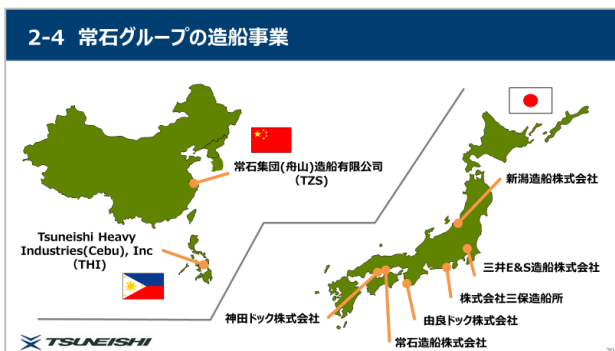 2-4 常石グループの造船事業
常石集団(舟山)造船有限公司
(TZS)
Tsuneishi Heavy
Industries(Cebu), Inc
(THI)
新潟造船株式会社
三井E&S造船株式会社
株式会社三保造船所
由良ドック株式会社
神田ドック株式会社
常石造船株式会社
TSUNEISHI